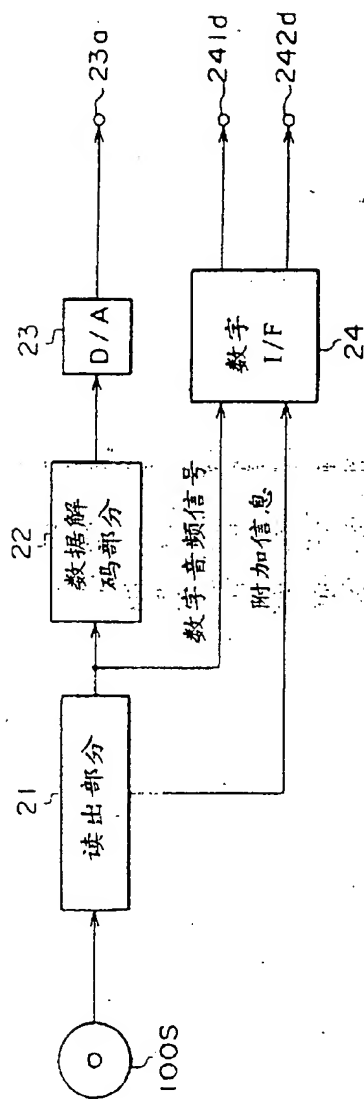 100S
21
读出部分
22
数据解
码部分
23
D/A
23a
数字音频信号
附加信息
数字
I/F
24
241d
242d